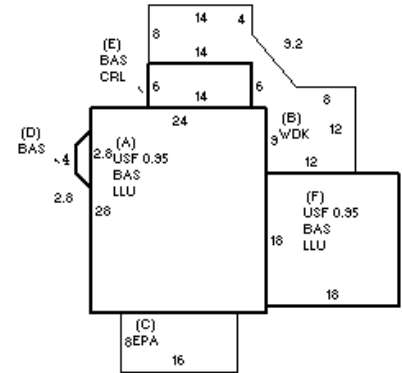 14
8
4
9.2
(E)
BAS
CRL
14
6
14
6
8
24
(B)
WDK
9
12
12
(D)
BAS
4
2.8
(A)
USF 0.95
BAS
LLU
2.8
28
(F)
USF 0.95
BAS
LLU
18
18
(C)
8 EPA
16